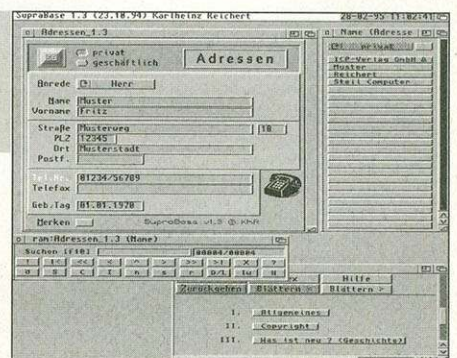 SupraBase 1.3 (23.10.94) Karlheinz Reichert
28-02-95 11:02:41
Adressen_1.3
privat
geschäftlich
Adressen
Anrede Herr
Name Muster
Vorname Fritz
Straße Musterweg 10
PLZ 12345
Ort Musterstadt
Postf.
Tel.Nr. 01234/56789
Telefax
Geb.Tag 01.01.1970
Merken
SupraBase v1.3 © KHR
Name (Adresse
privat
ICP-Verlag GmbH &
Muster
Reichert
Steil Computer
ram:Adressen_1.3 (Name)
Suchen [f10] 00004/00004
Hilfe
Zurücksehen Blättern < Blättern >
I. Allgemeines
II. Copyright
III. Was ist neu ? (Geschichte)